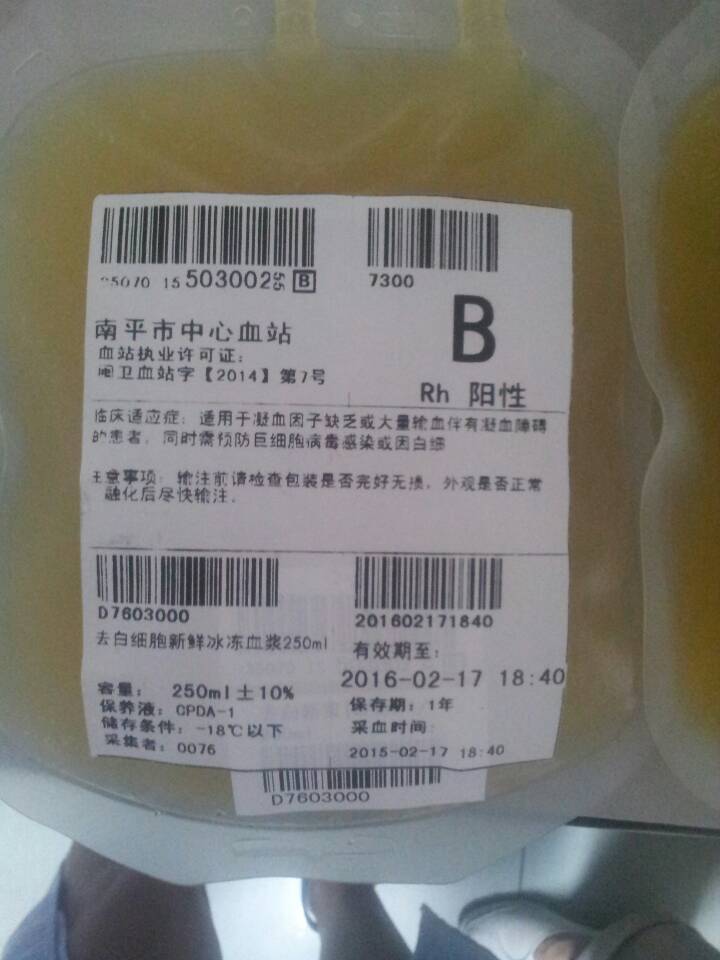 15 503002 55 B
7300
南平市中心血站
血站执业许可证:
闽卫血站字【2014】第7号
B
Rh 阳性
临床适应症: 适用于凝血因子缺乏或大量输血伴有凝血障碍
的患者, 同时需预防巨细胞病毒感染或因白细
注意事项: 输注前请检查包装是否完好无损, 外观是否正常
融化后尽快输注。
D7603000
去白细胞新鲜冰冻血浆250ml
容量: 250ml±10%
保养液: CPDA-1
储存条件: -18℃以下
采集者: 0076
201602171840
有效期至:
2016-02-17 18:40
保存期: 1年
采血时间:
2015-02-17 18:40
D7603000